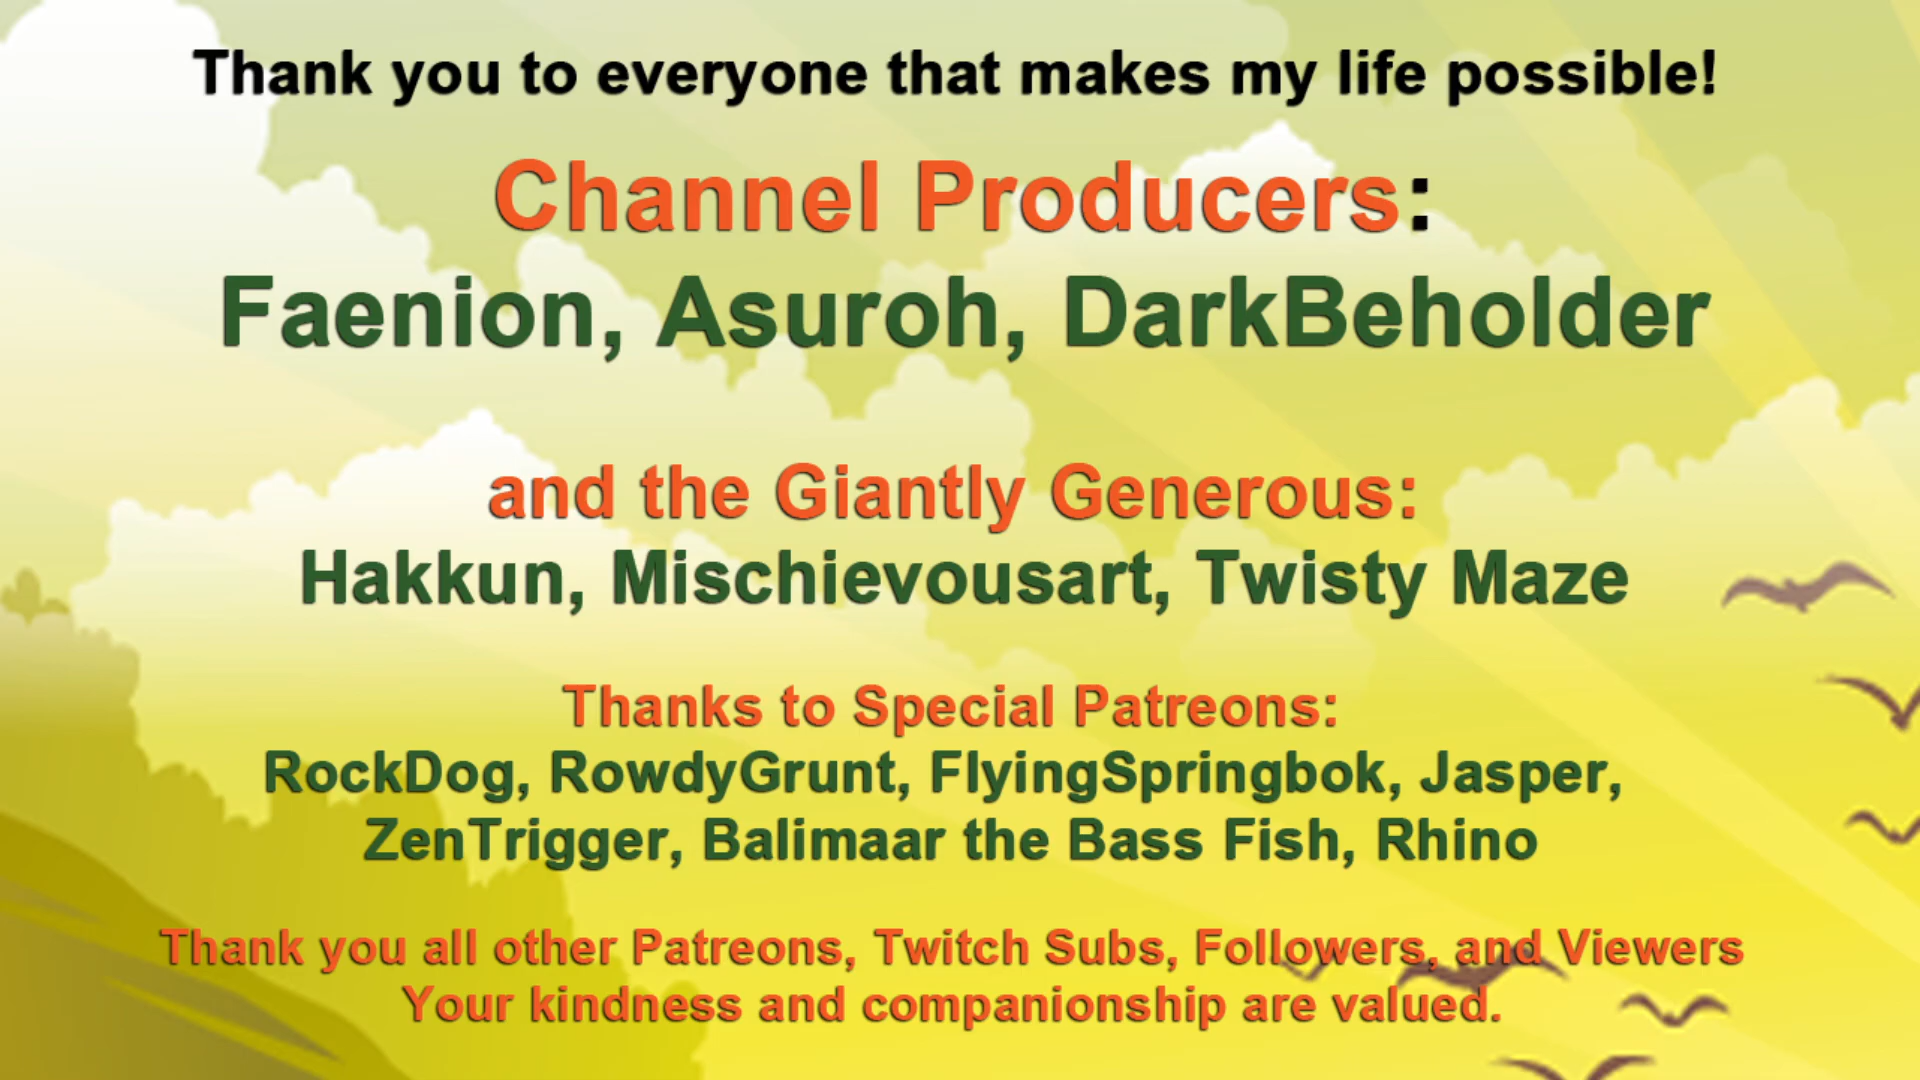 Thank you to everyone that makes my life possible!
Channel Producers:
Faenion, Asuroh, DarkBeholder
and the Giantly Generous:
Hakkun, Mischievousart, Twisty Maze
Thanks to Special Patreons:
RockDog, RowdyGrunt, FlyingSpringbok, Jasper,
ZenTrigger, Balimaar the Bass Fish, Rhino
Thank you all other Patreons, Twitch Subs, Followers, and Viewers
Your kindness and companionship are valued.